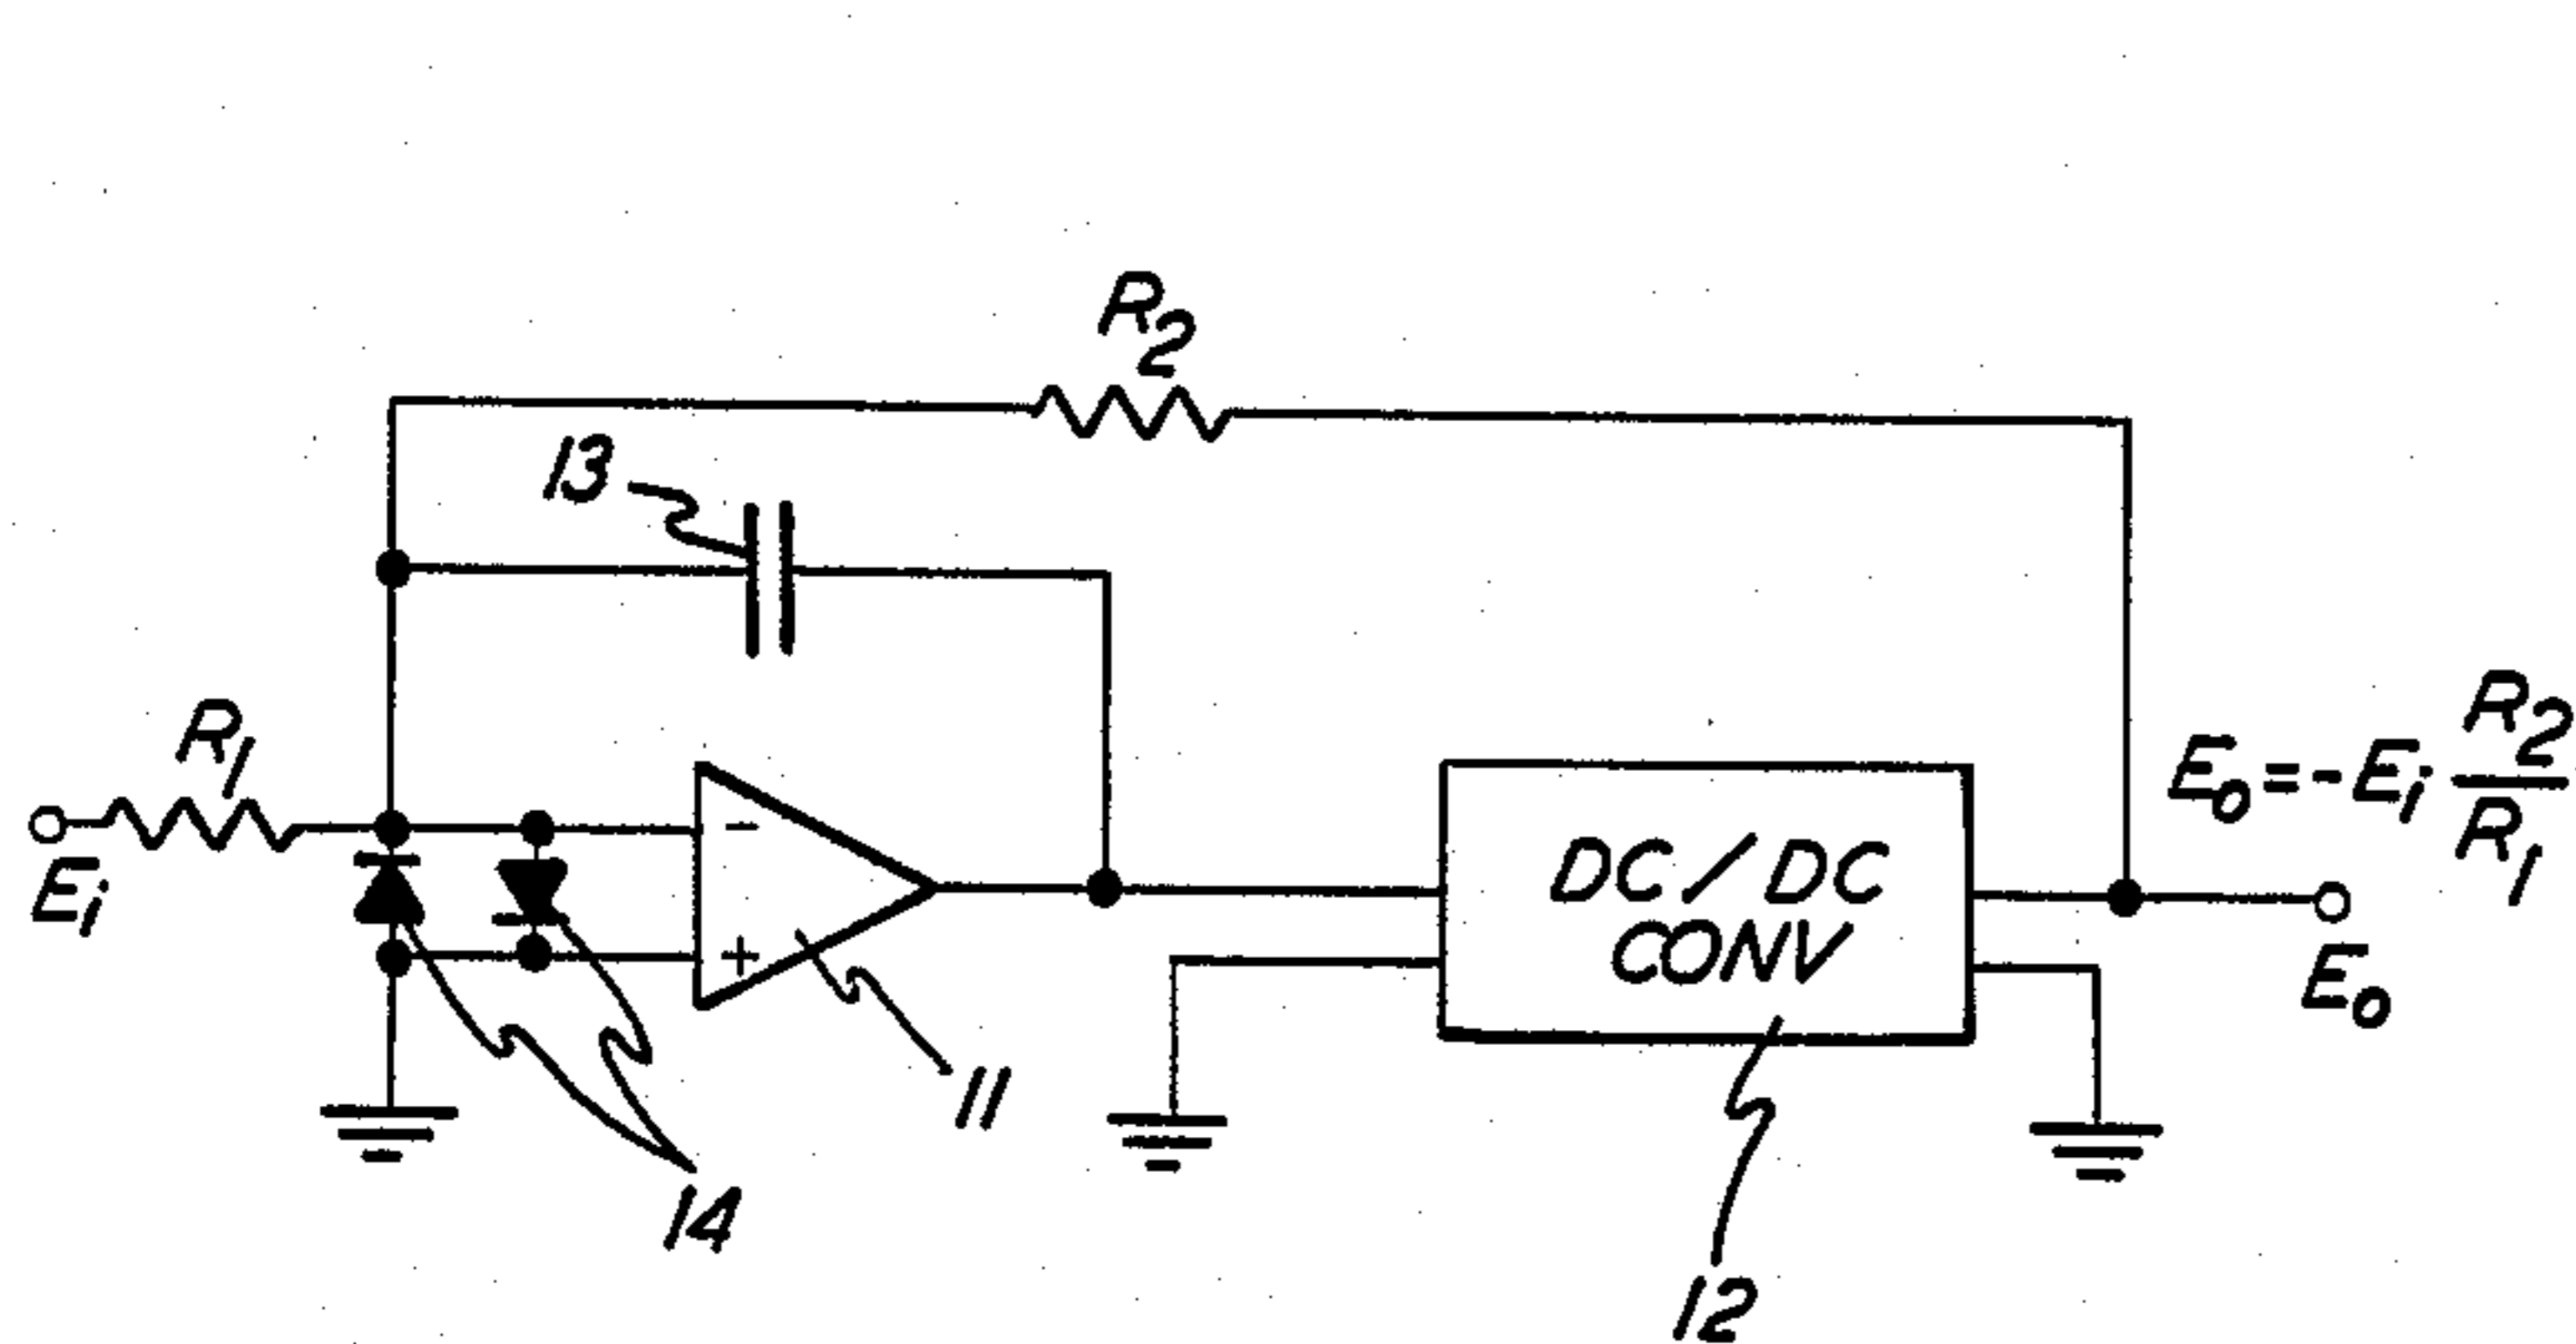 R2
13
R1
Ei
-
+
11
14
DC/DC
CONV
12
Eo = -Ei R2/R1
Eo